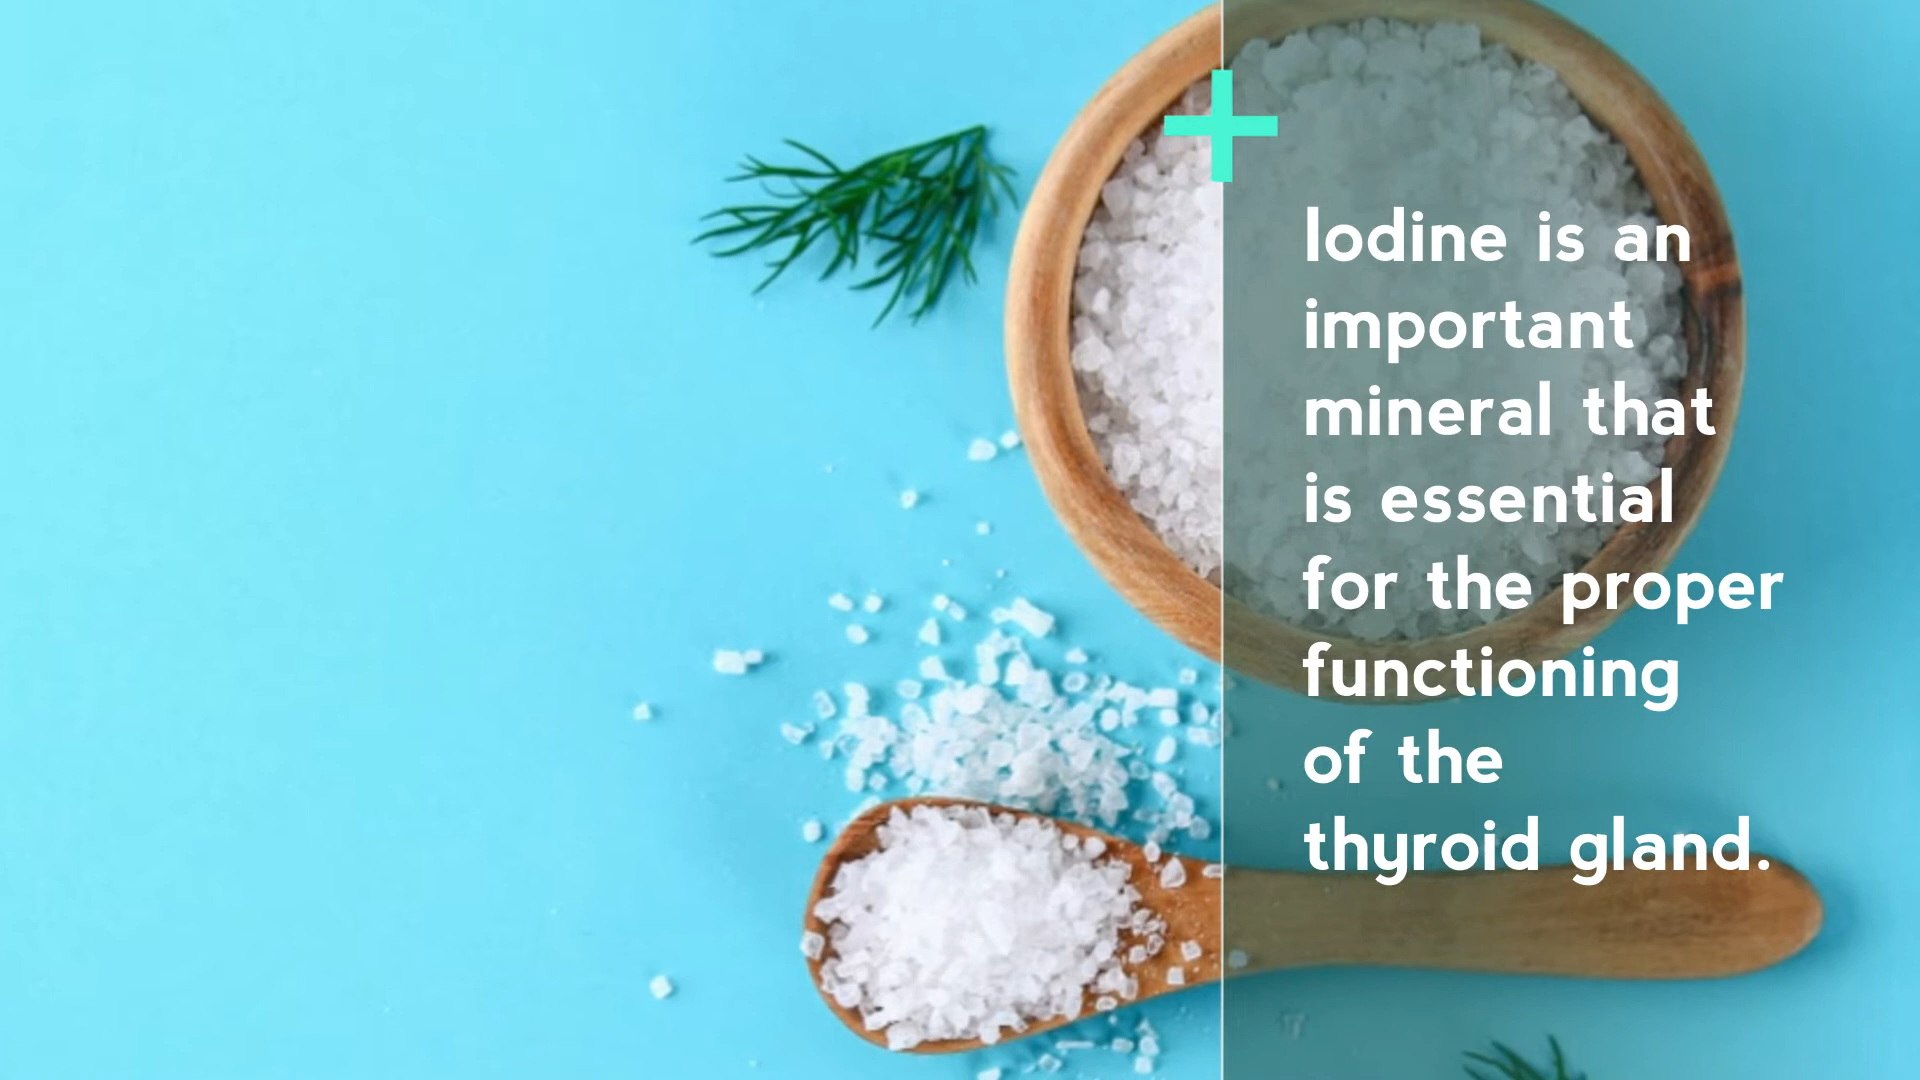 Iodine is an
important
mineral that
is essential
for the proper
functioning
of the
thyroid gland.